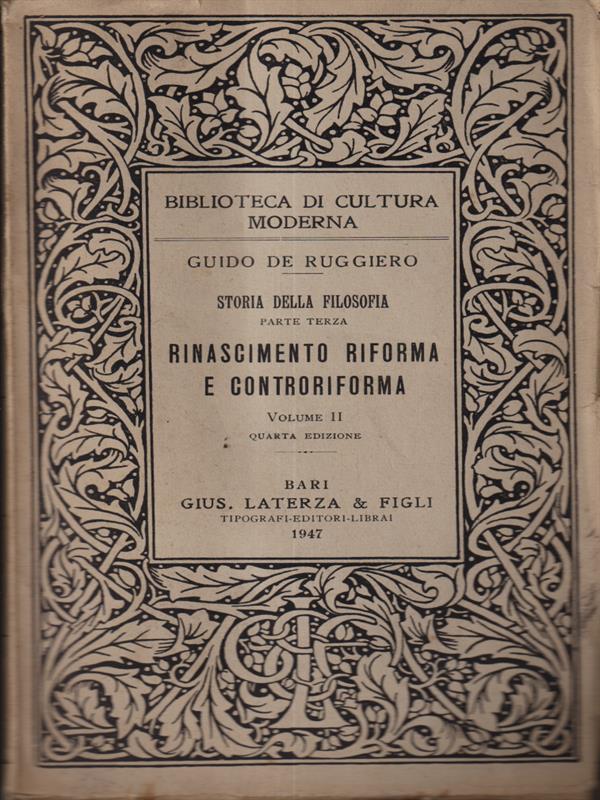 BIBLIOTECA DI CULTURA
MODERNA
GUIDO DE RUGGIERO
STORIA DELLA FILOSOFIA
PARTE TERZA
RINASCIMENTO RIFORMA
E CONTRORIFORMA
VOLUME II
QUARTA EDIZIONE
BARI
GIUS. LATERZA & FIGLI
TIPOGRAFI-EDITORI-LIBRAI
1947